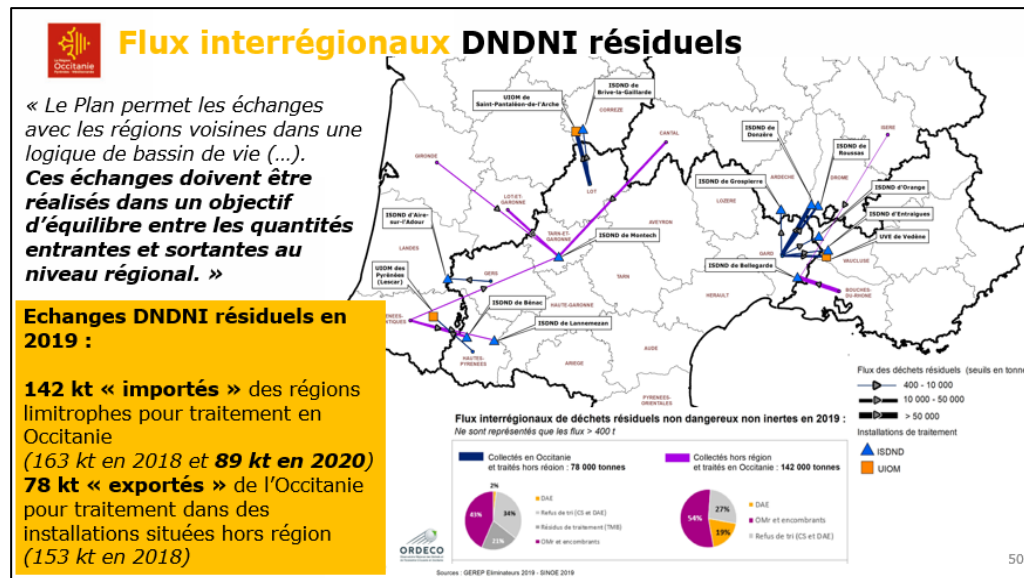 La Région
Occitanie
Pyrénées - Méditerranée
Flux interrégionaux DNDNI résiduels
« Le Plan permet les échanges
avec les régions voisines dans une
logique de bassin de vie (...).
Ces échanges doivent être
réalisés dans un objectif
d'équilibre entre les quantités
entrantes et sortantes au
niveau régional. »
Echanges DNDNI résiduels en
2019 :
142 kt « importés » des régions
limitrophes pour traitement en
Occitanie
(163 kt en 2018 et 89 kt en 2020)
78 kt « exportés » de l'Occitanie
pour traitement dans des
installations situées hors région
(153 kt en 2018)
UIOM de
Saint-Pantaléon-de-l'Arche
ISDND de
Brive-la-Gaillarde
CORREZE
CANTAL
ISDND de
Donzère
ISDND de
Roussas
ISERE
GIRONDE
LOT
ARDECHE
DROME
ISDND de Grospierre
ISDND d'Orange
LOT-ET-
GARONNE
LOZERE
AVEYRON
ISDND d'Entraigues
ISDND d'Aire-
sur-l'Adour
TARN-ET-
GARONNE
ISDND de Montech
GARD
UVE de Vedène
LANDES
ISDND de Bellegarde
VAUCLUSE
UIOM des
Pyrénées
(Lescar)
GERS
TARN
BOUCHES-
DU-RHONE
ISDND de Bénac
HAUTE-GARONNE
HERAULT
ISDND de Lannemezan
HAUTES-
PYRENEES
ARIEGE
AUDE
PYRENEES-
ORIENTALES
Flux des déchets résiduels (seuils en tonn
400 - 10 000
10 000 - 50 000
> 50 000
Installations de traitement
ISDND
UIOM
Flux interrégionaux de déchets résiduels non dangereux non inertes en 2019 :
Ne sont représentés que les flux > 400 t
Collectés en Occitanie
et traités hors région : 78 000 tonnes
Collectés hors région
et traités en Occitanie : 142 000 tonnes
2%
34%
21%
43%
DAE
Refus de tri (CS et DAE)
Résidus de traitement (TMB)
OMr et encombrants
27%
54%
19%
DAE
OMr et encombrants
Refus de tri (CS et DAE)
ORDECO
Sources : GEREP Eliminateurs 2019 - SINOE 2019
50